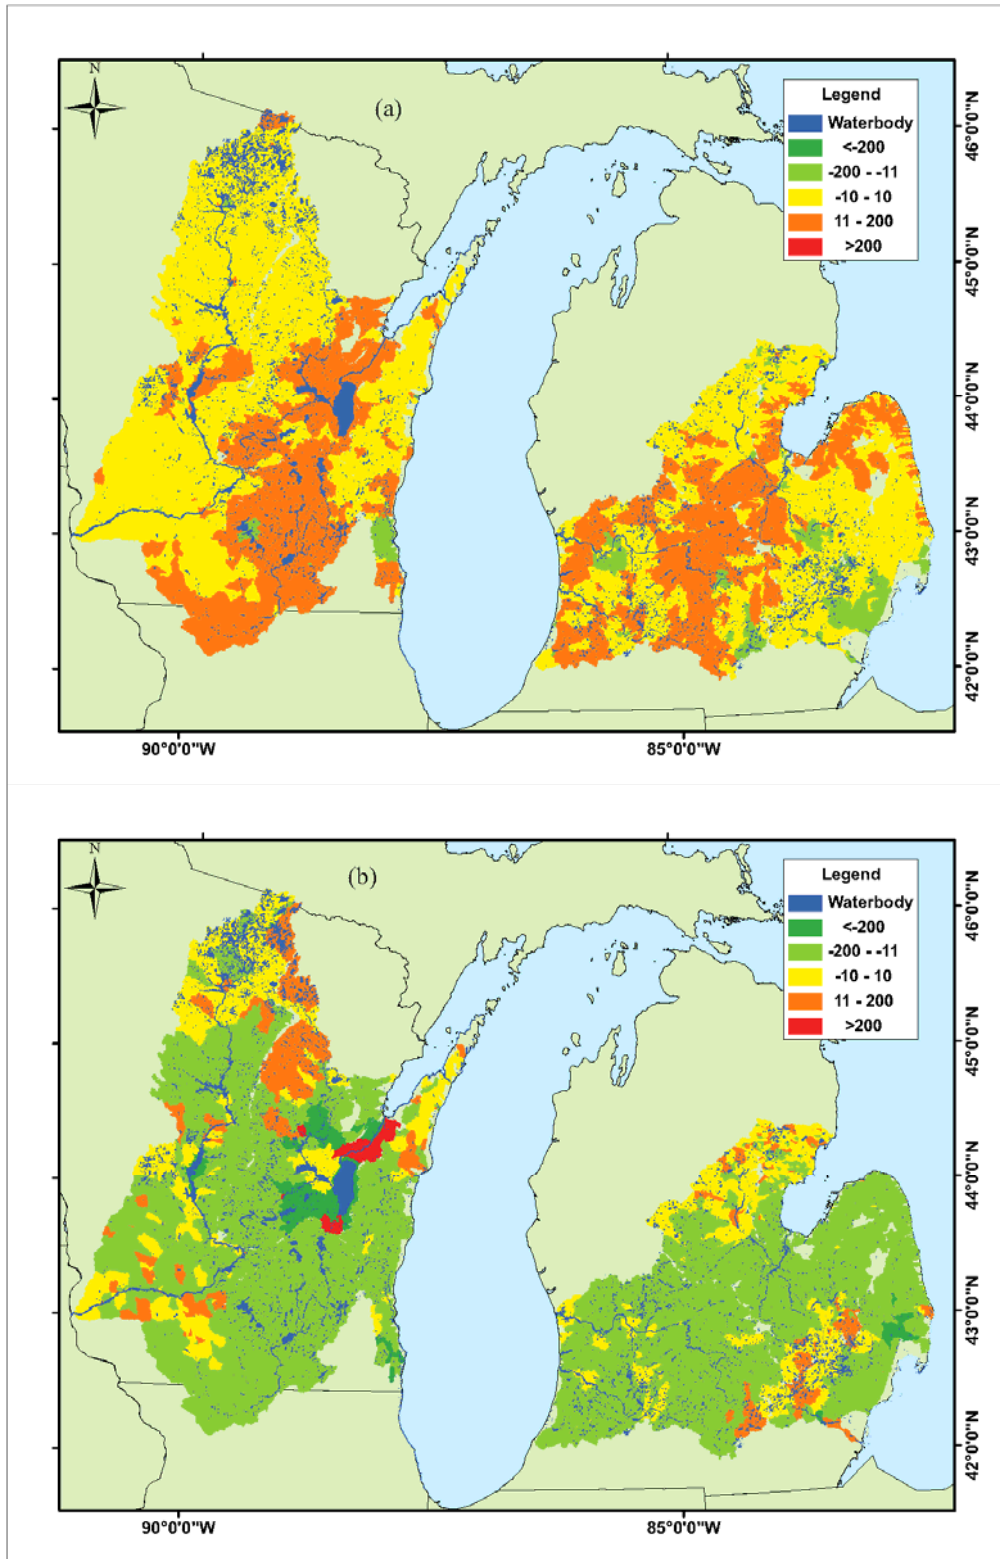 N
(a)
Legend
Waterbody
<-200
-200 - -11
-10 - 10
11 - 200
>200
46°0'0"N
45°0'0"N
44°0'0"N
43°0'0"N
42°0'0"N
90°0'0"W
85°0'0"W
N
(b)
Legend
Waterbody
<-200
-200 - -11
-10 - 10
11 - 200
>200
46°0'0"N
45°0'0"N
44°0'0"N
43°0'0"N
42°0'0"N
90°0'0"W
85°0'0"W